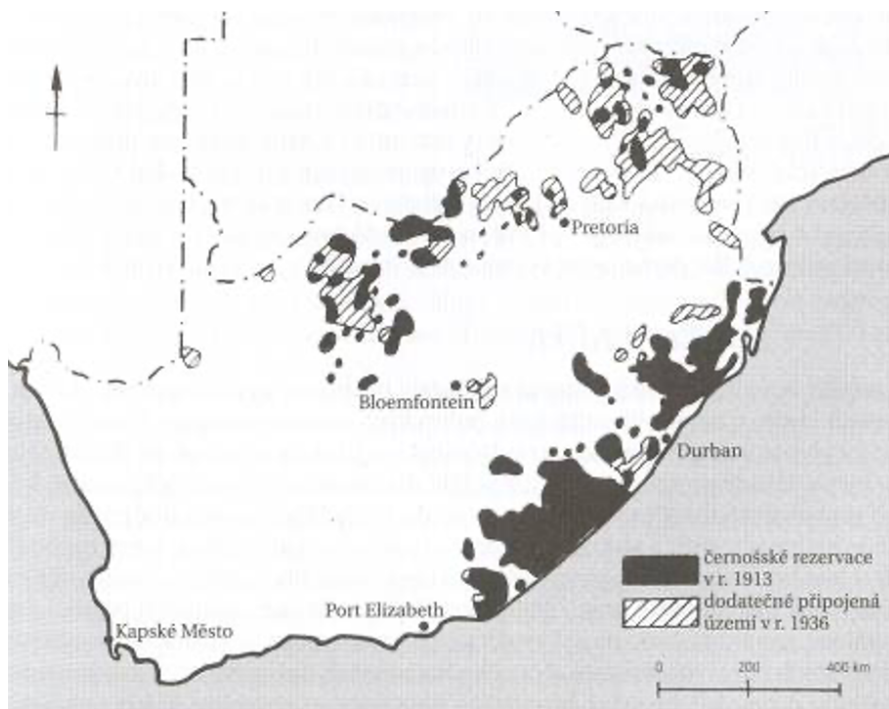 Pretoria
Bloemfontein
Durban
černošské rezervace
v r. 1913
dodatečně připojená
území v r. 1936
Port Elizabeth
Kapské Město
0 200 400 km